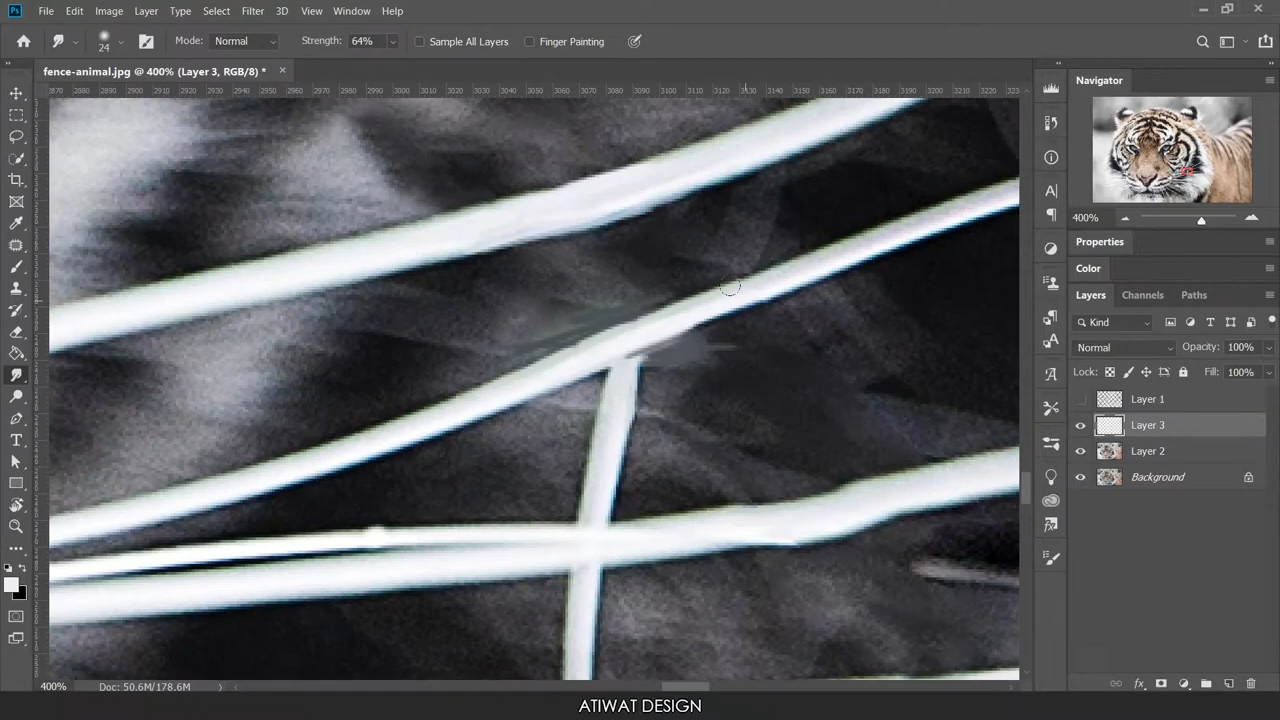 Ps File Edit Image Layer Type Select Filter 3D View Window Help
24 Mode: Normal Strength: 64% Sample All Layers Finger Painting
fence-animal.jpg @ 400% (Layer 3, RGB/8) *
Navigator
400%
Properties
Color
Layers Channels Paths
Kind
Normal Opacity: 100%
Lock: Fill: 100%
Layer 1
Layer 3
Layer 2
Background
400% Doc: 50.6M/178.6M
ATIWAT DESIGN